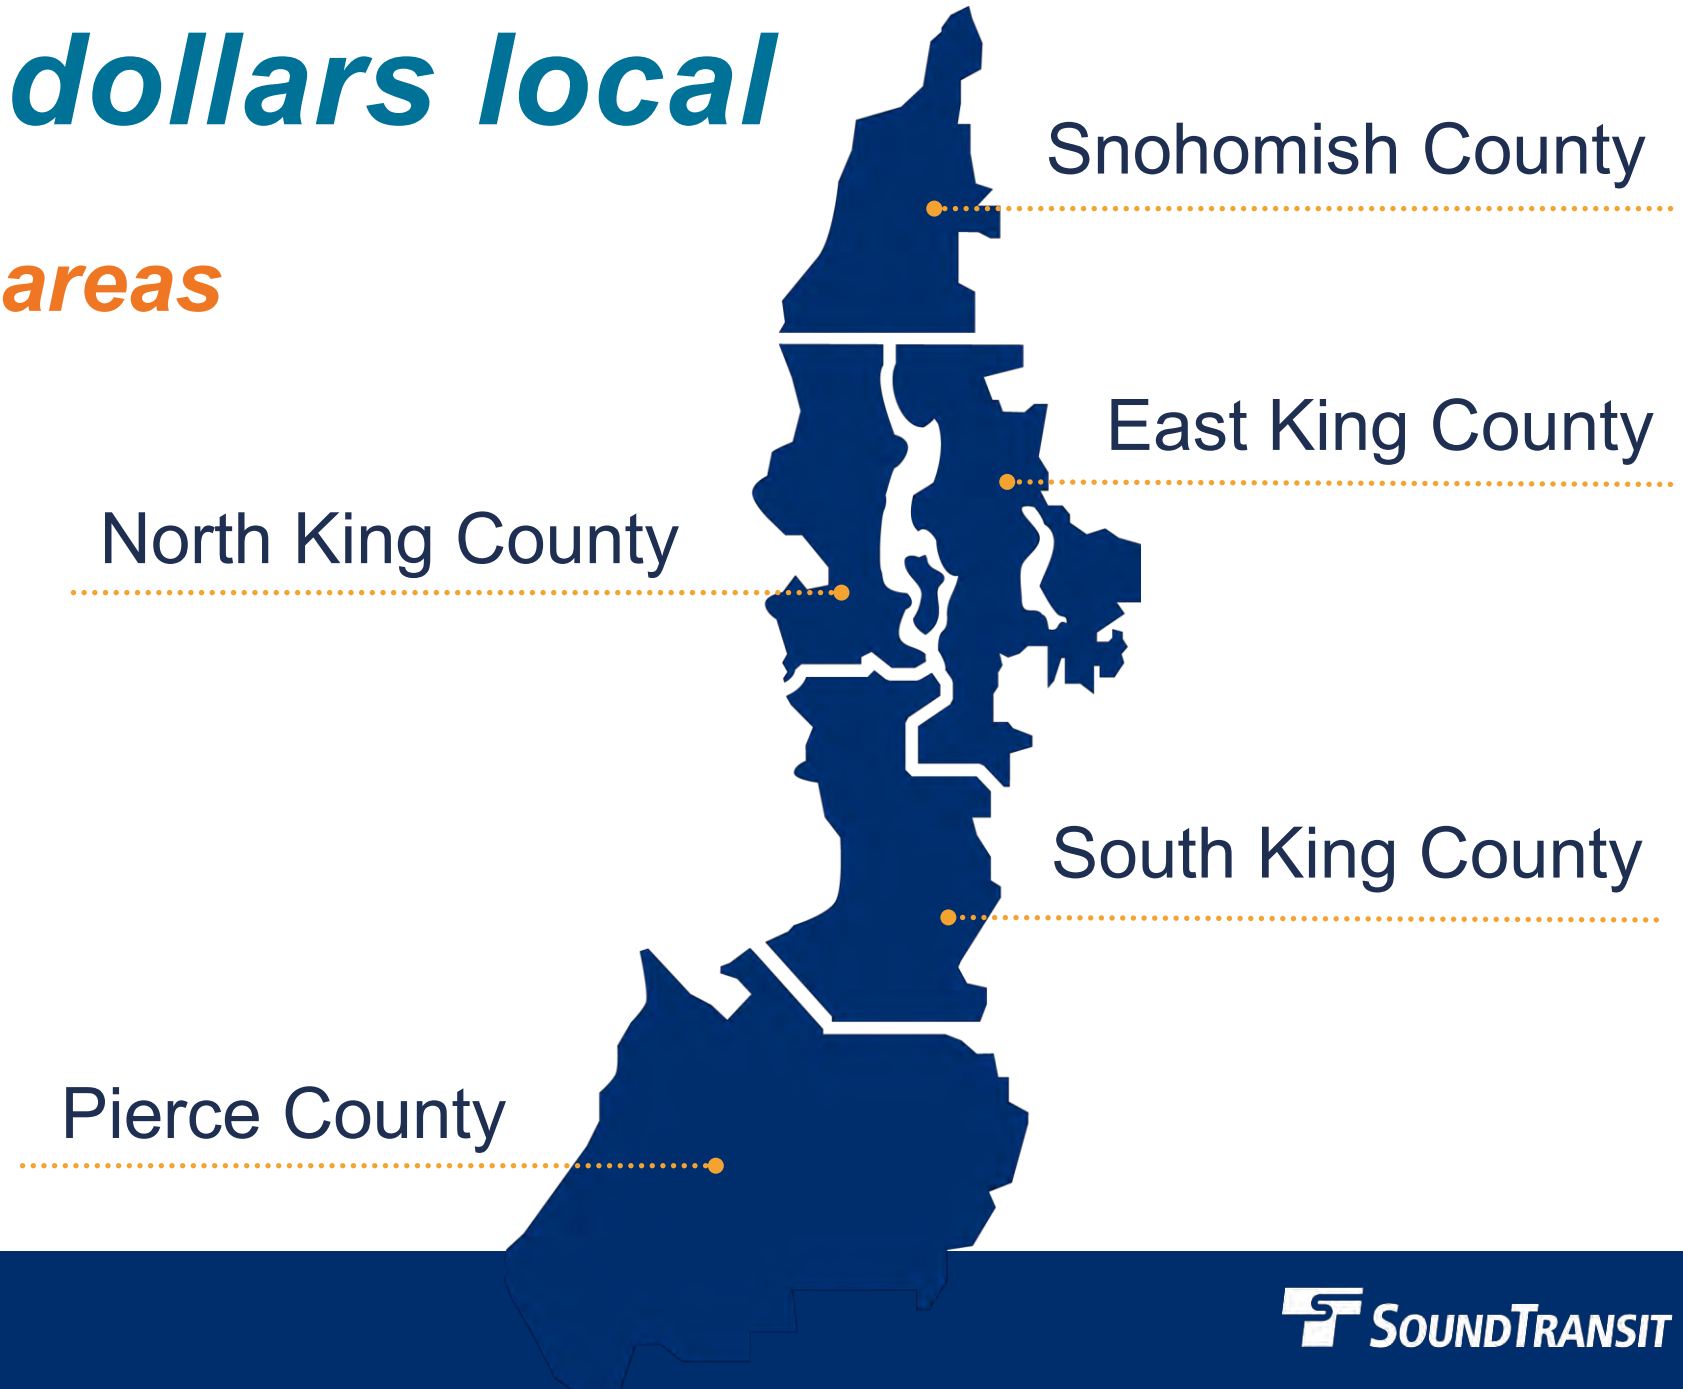 dollars local
Snohomish County
areas
East King County
North King County
South King County
Pierce County
SOUNDTRANSIT